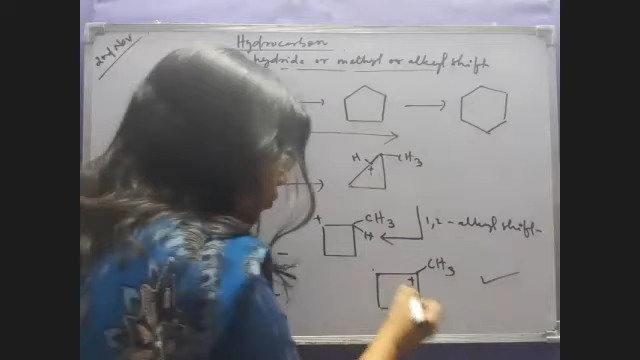 2nd Nov
Hydrocarbon
hydride or methyl or alkyl shift
H
+
CH3
+
CH3
H
1,2-alkyl shift
CH3
+